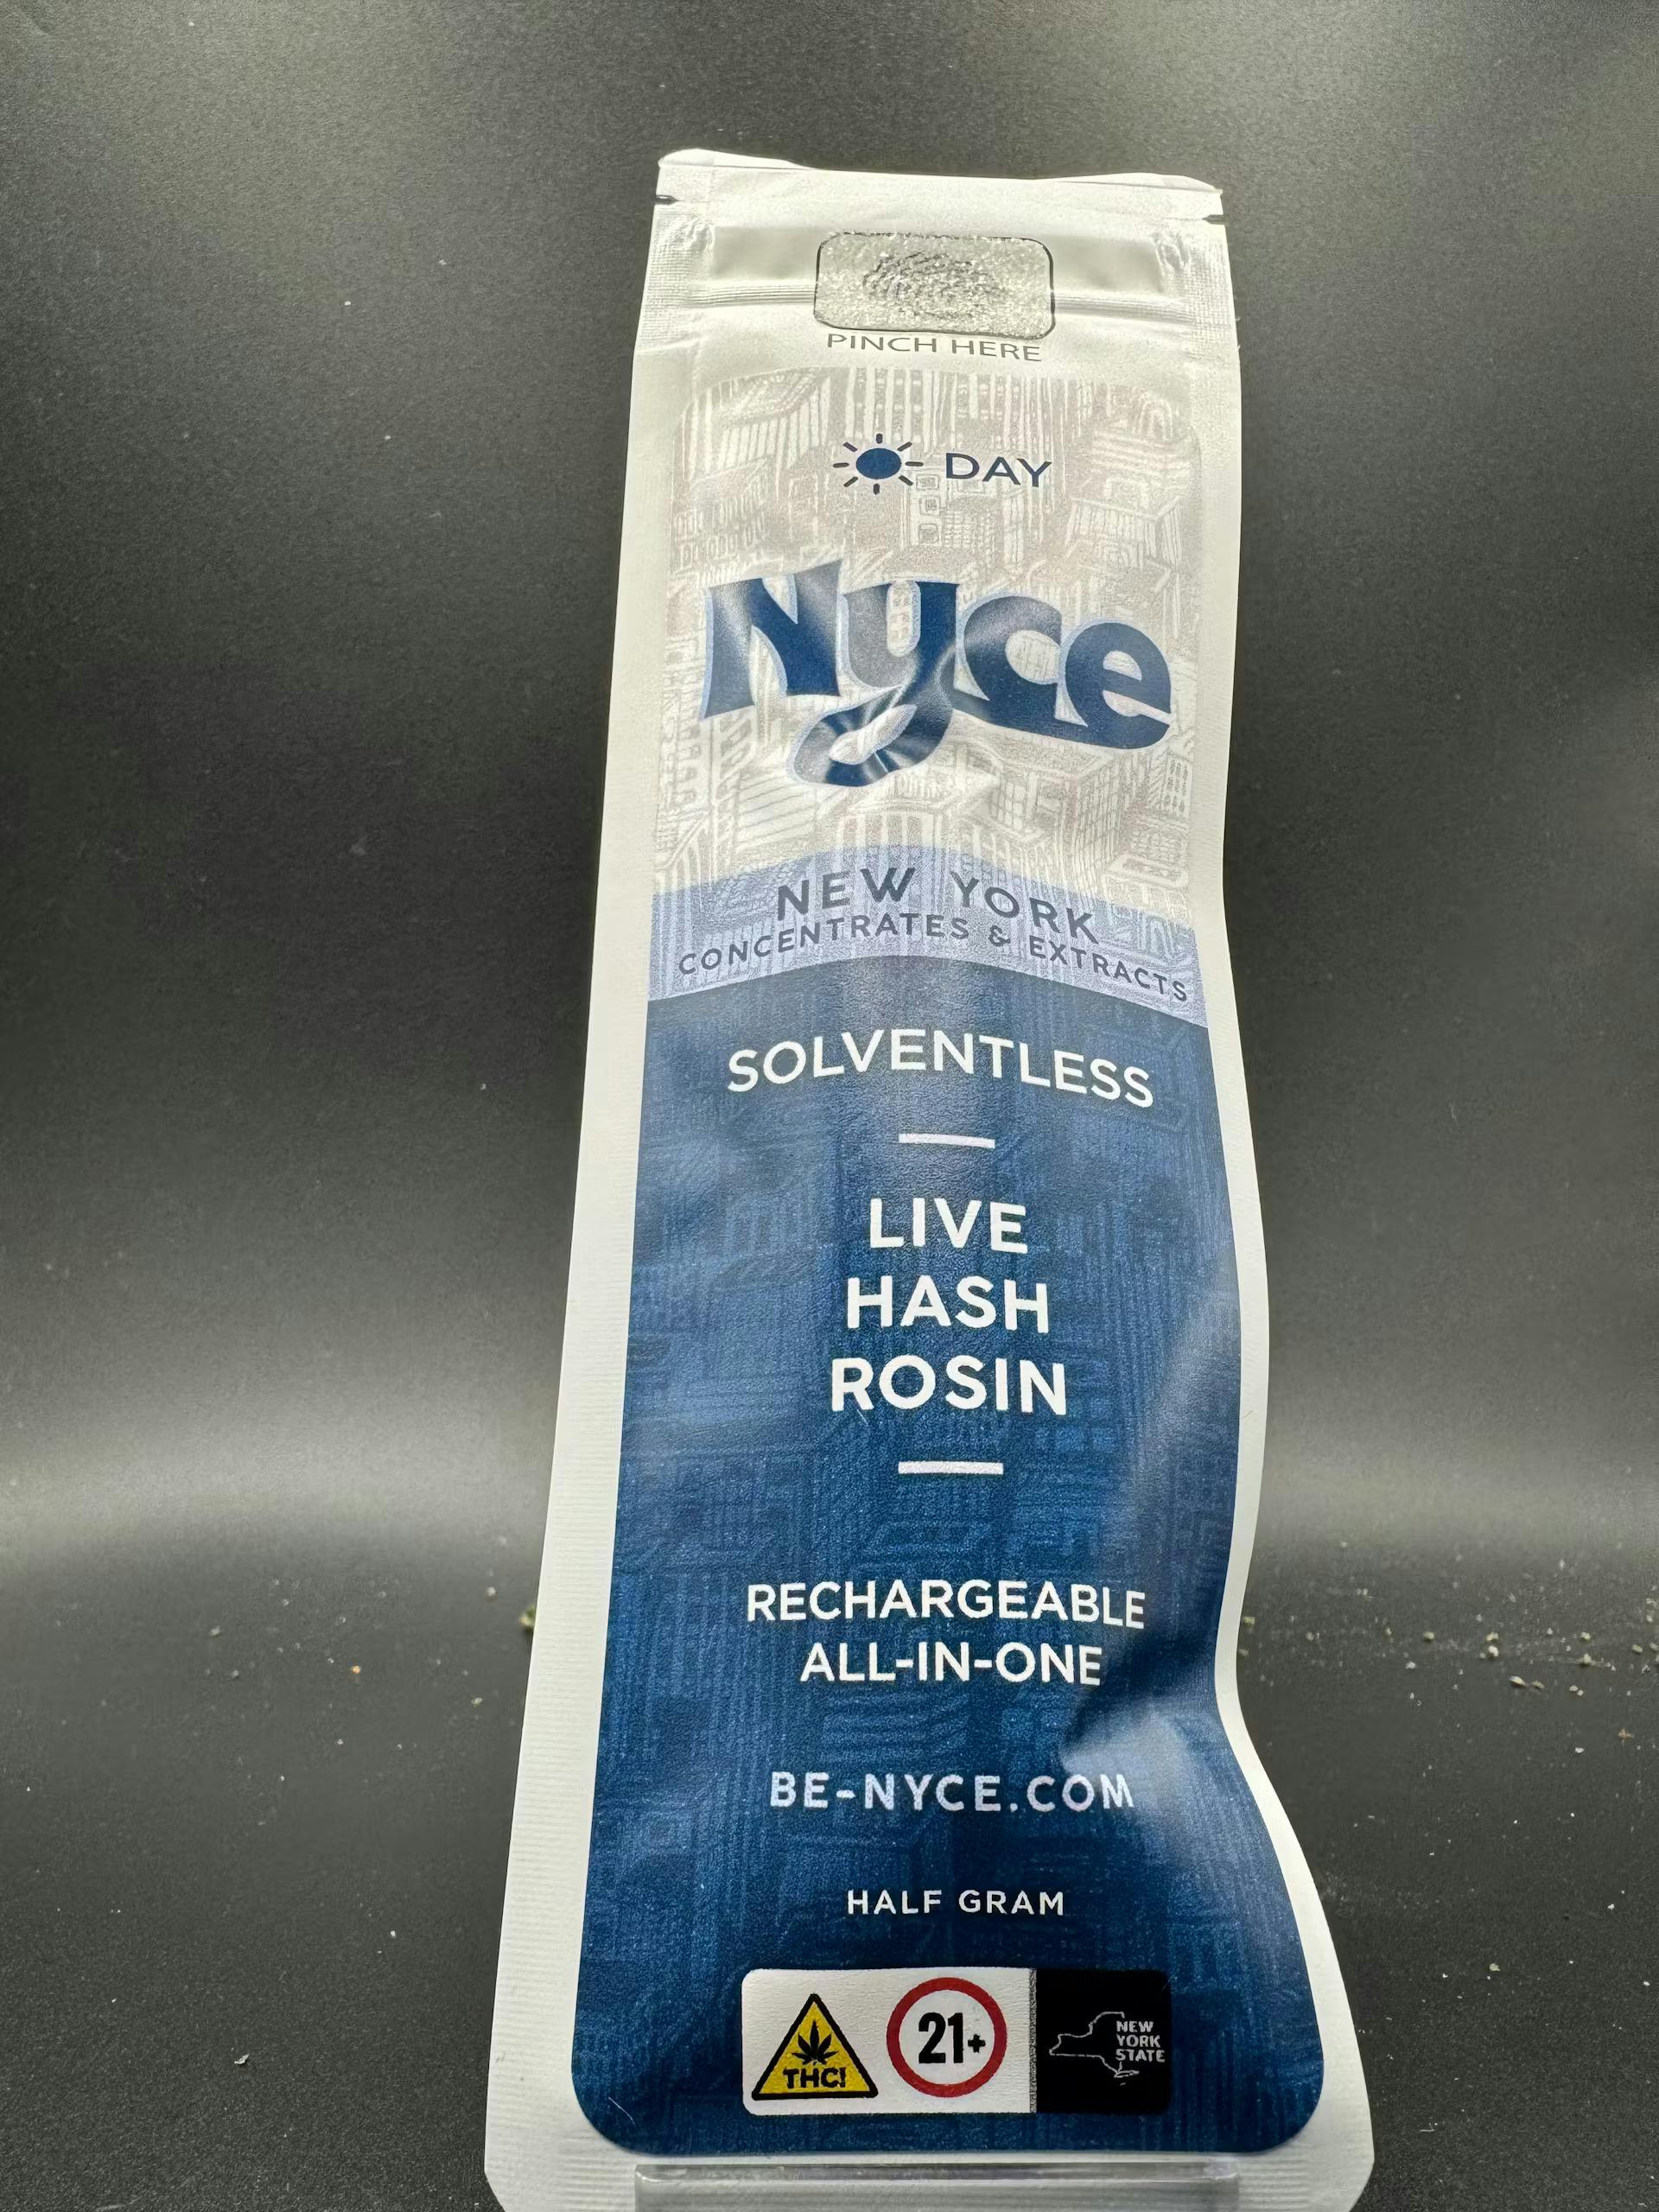 PINCH HERE
DAY
Nyce
NEW YORK
CONCENTRATES & EXTRACTS
SOLVENTLESS
LIVE
HASH
ROSIN
RECHARGEABLE
ALL-IN-ONE
BE-NYCE.COM
HALF GRAM
THC!
21+
NEW
YORK
STATE